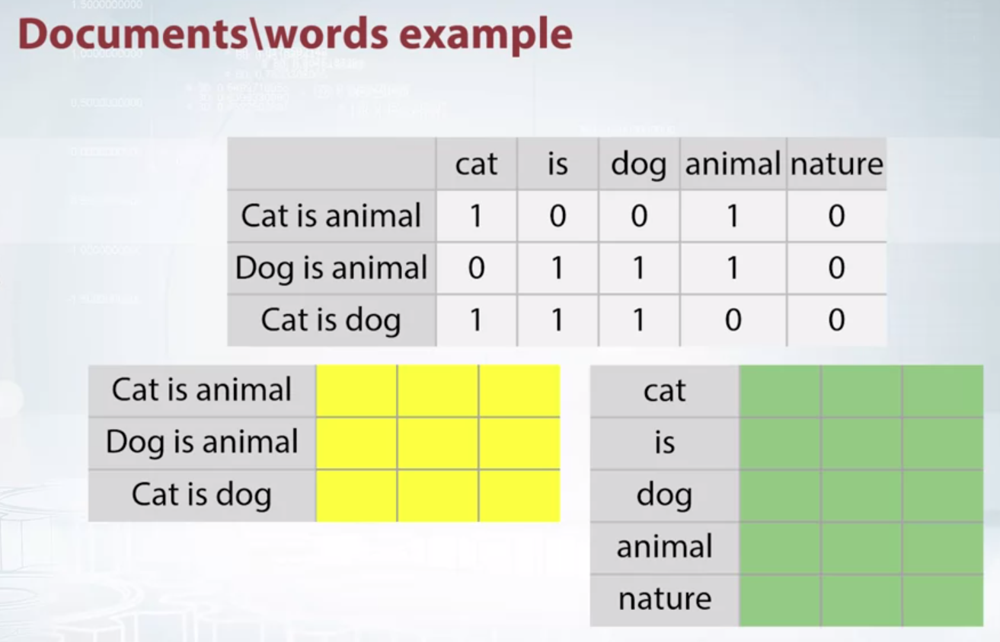 Documents\words example
cat is dog animal nature
Cat is animal 1 0 0 1 0
Dog is animal 0 1 1 1 0
Cat is dog 1 1 1 0 0
Cat is animal
Dog is animal
Cat is dog
cat
is
dog
animal
nature